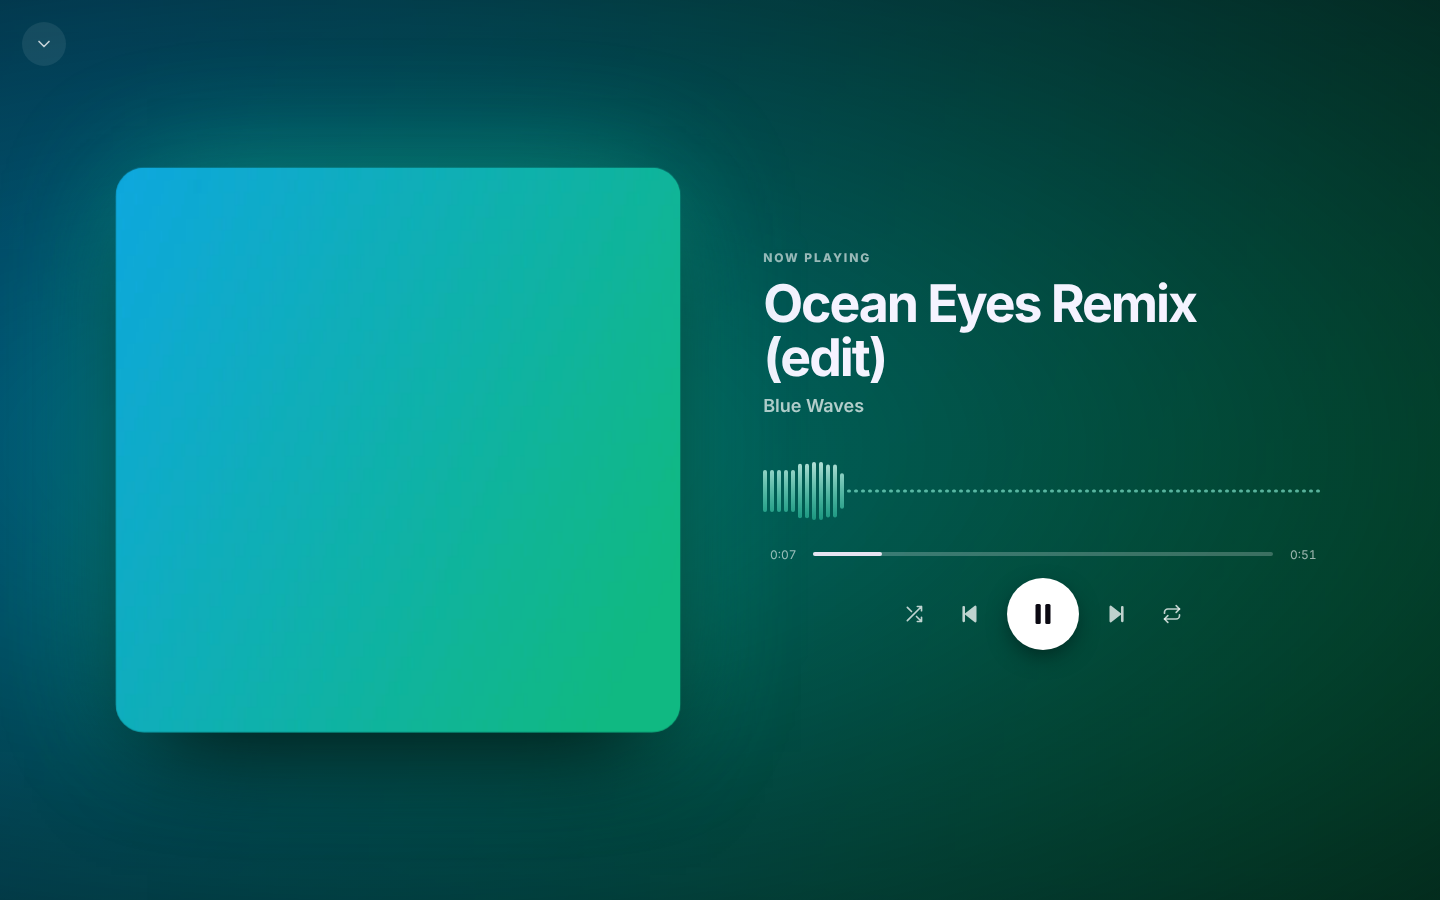 NOW PLAYING
Ocean Eyes Remix
(edit)
Blue Waves
0:07
0:51